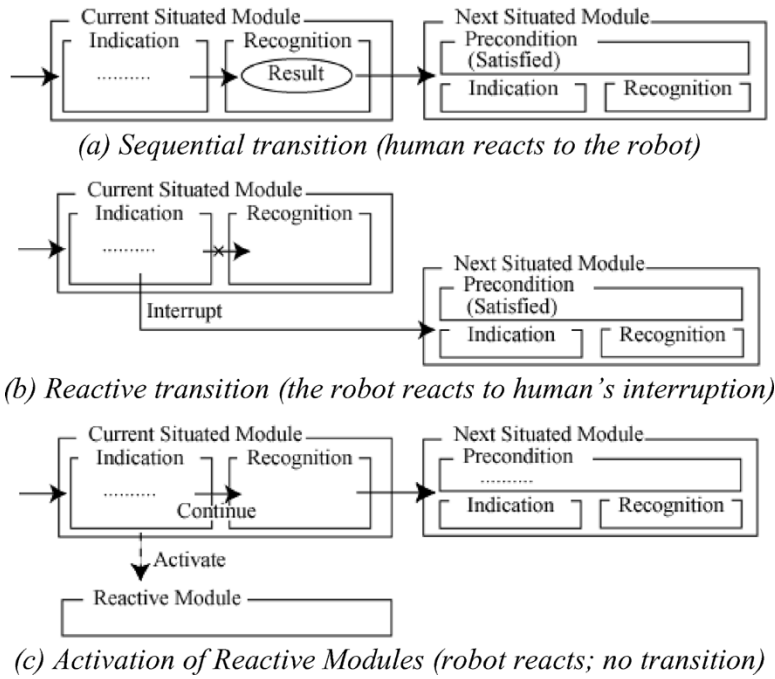 Current Situated Module
Indication
Recognition
..........
Result
Next Situated Module
Precondition
(Satisfied)
Indication
Recognition
(a) Sequential transition (human reacts to the robot)
Current Situated Module
Indication
Recognition
..........
Interrupt
Next Situated Module
Precondition
(Satisfied)
Indication
Recognition
(b) Reactive transition (the robot reacts to human's interruption)
Current Situated Module
Indication
Recognition
..........
Continue
Next Situated Module
Precondition
..........
Indication
Recognition
Activate
Reactive Module
(c) Activation of Reactive Modules (robot reacts; no transition)